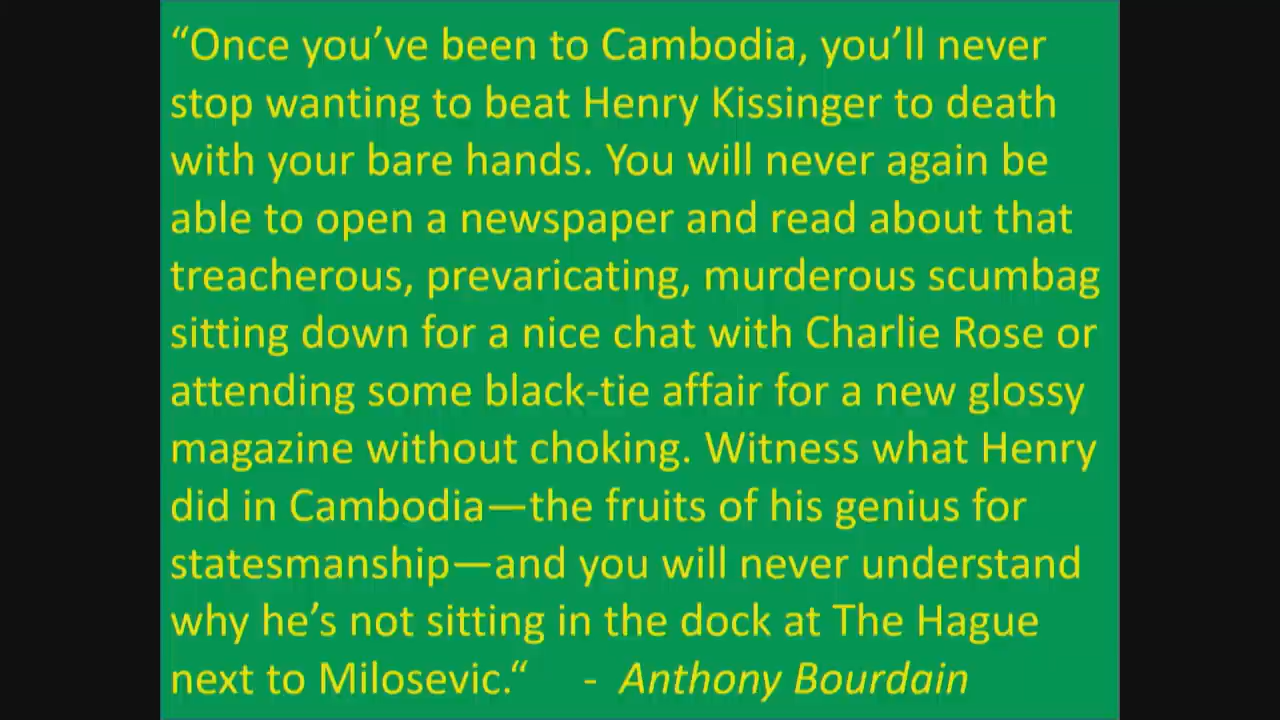 “Once you’ve been to Cambodia, you’ll never
stop wanting to beat Henry Kissinger to death
with your bare hands. You will never again be
able to open a newspaper and read about that
treacherous, prevaricating, murderous scumbag
sitting down for a nice chat with Charlie Rose or
attending some black-tie affair for a new glossy
magazine without choking. Witness what Henry
did in Cambodia—the fruits of his genius for
statesmanship—and you will never understand
why he’s not sitting in the dock at The Hague
next to Milosevic.“ - Anthony Bourdain